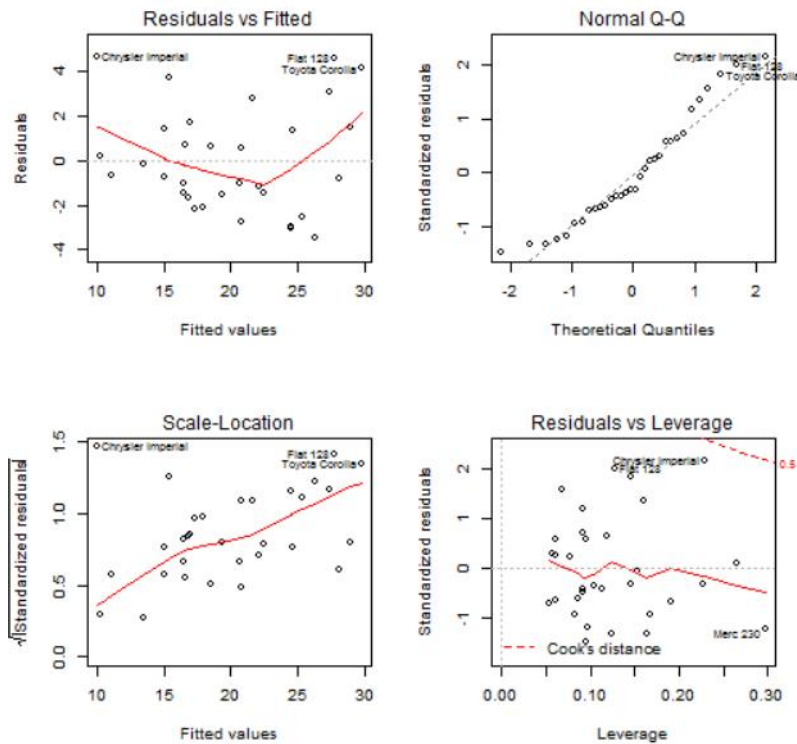 Residuals vs Fitted
Residuals
4
2
0
-2
-4
Chrysler Imperial
Fiat 128
Toyota Corolla
10
15
20
25
30
Fitted values
Normal Q-Q
Standardized residuals
2
1
0
-1
Chrysler Imperial
Fiat 128
Toyota Corolla
-2
-1
0
1
2
Theoretical Quantiles
Scale-Location
√|Standardized residuals
1.5
1.0
0.5
0.0
Chrysler Imperial
Fiat 128
Toyota Corolla
10
15
20
25
30
Fitted values
Residuals vs Leverage
Standardized residuals
2
1
0
-1
Chrysler Imperial
Fiat 128
0.5
Merc 230
Cook's distance
0.00
0.10
0.20
0.30
Leverage